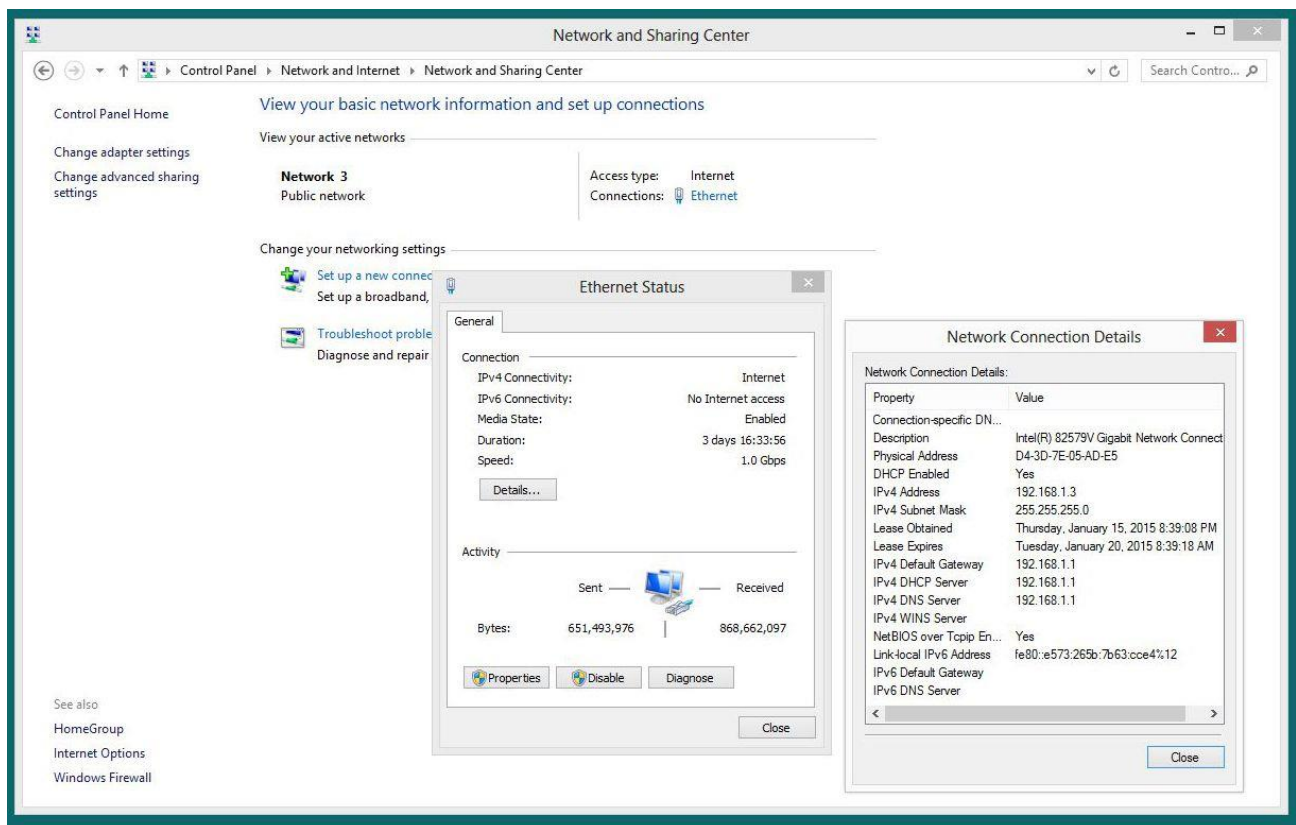 Network and Sharing Center
Control Panel Network and Internet Network and Sharing Center
Search Contro...
Control Panel Home
Change adapter settings
Change advanced sharing
settings
View your basic network information and set up connections
View your active networks
Network 3
Public network
Access type: Internet
Connections: Ethernet
Change your networking settings
Set up a new connec
Set up a broadband,
Troubleshoot proble
Diagnose and repair
Ethernet Status
General
Connection
IPv4 Connectivity: Internet
IPv6 Connectivity: No Internet access
Media State: Enabled
Duration: 3 days 16:33:56
Speed: 1.0 Gbps
Details...
Activity
Sent Received
Bytes: 651,493,976 868,662,097
Properties Disable Diagnose
Close
Network Connection Details
Network Connection Details:
Property Value
Connection-specific DN...
Description Intel(R) 82579V Gigabit Network Connect
Physical Address D4-3D-7E-05-AD-E5
DHCP Enabled Yes
IPv4 Address 192.168.1.3
IPv4 Subnet Mask 255.255.255.0
Lease Obtained Thursday, January 15, 2015 8:39:08 PM
Lease Expires Tuesday, January 20, 2015 8:39:18 AM
IPv4 Default Gateway 192.168.1.1
IPv4 DHCP Server 192.168.1.1
IPv4 DNS Server 192.168.1.1
IPv4 WINS Server
NetBIOS over Tcpip En... Yes
Link-local IPv6 Address fe80::e573:265b:7b63:cce4%12
IPv6 Default Gateway
IPv6 DNS Server
Close
See also
HomeGroup
Internet Options
Windows Firewall